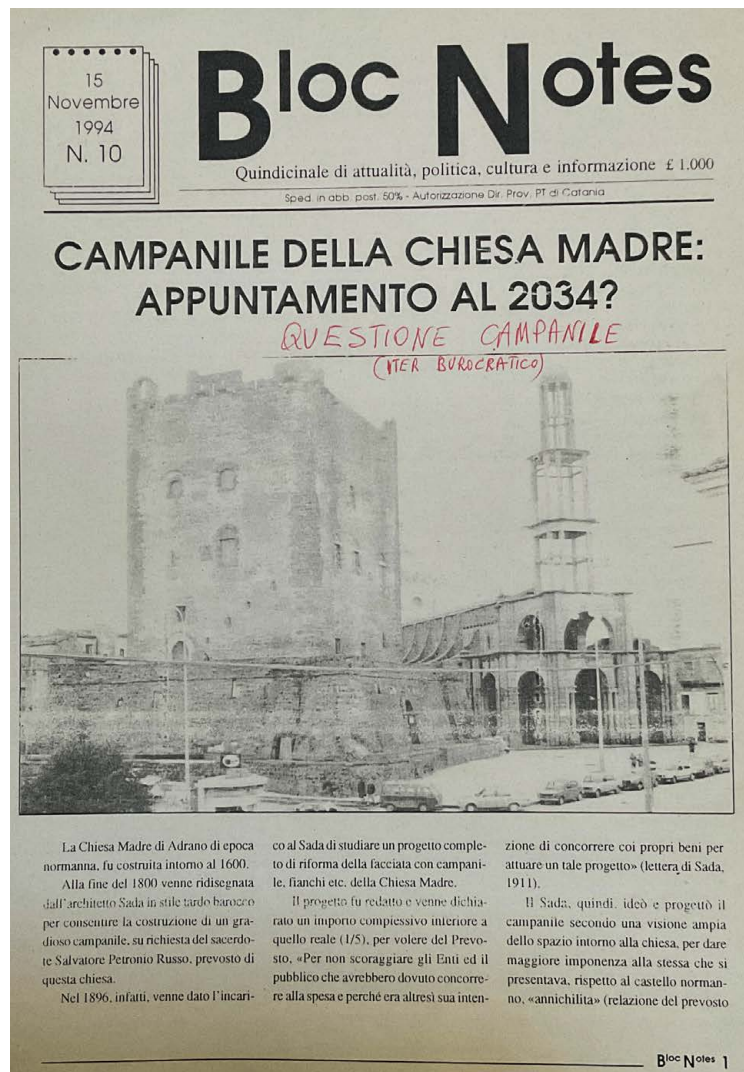 15
Novembre
1994
N. 10
Bloc Notes
Quindicinale di attualità, politica, cultura e informazione £ 1.000
Sped. in abb. post. 50% - Autorizzazione Dir. Prov. PT di Catania
CAMPANILE DELLA CHIESA MADRE:
APPUNTAMENTO AL 2034?
QUESTIONE CAMPANILE
(ITER BUROCRATICO)
La Chiesa Madre di Adrano di epoca
normanna, fu costruita intorno al 1600.
Alla fine del 1800 venne ridisegnata
dall'architetto Sada in stile tardo barocco
per consentire la costruzione di un gra-
dioso campanile, su richiesta del sacerdo-
te Salvatore Petronio Russo, prevosto di
questa chiesa.
Nel 1896, infatti, venne dato l'incari-
co al Sada di studiare un progetto comple-
to di riforma della facciata con campani-
le, fianchi etc. della Chiesa Madre.
Il progetto fu redatto e venne dichia-
rato un importo complessivo inferiore a
quello reale (1/5), per volere del Prevo-
sto, «Per non scoraggiare gli Enti ed il
pubblico che avrebbero dovuto concorre-
re alla spesa e perché era altresì sua inten-
zione di concorrere coi propri beni per
attuare un tale progetto» (lettera di Sada,
1911).
Il Sada, quindi, ideò e progettò il
campanile secondo una visione ampia
dello spazio intorno alla chiesa, per dare
maggiore imponenza alla stessa che si
presentava, rispetto al castello norman-
no, «annichilita» (relazione del prevosto
Bloc Notes 1